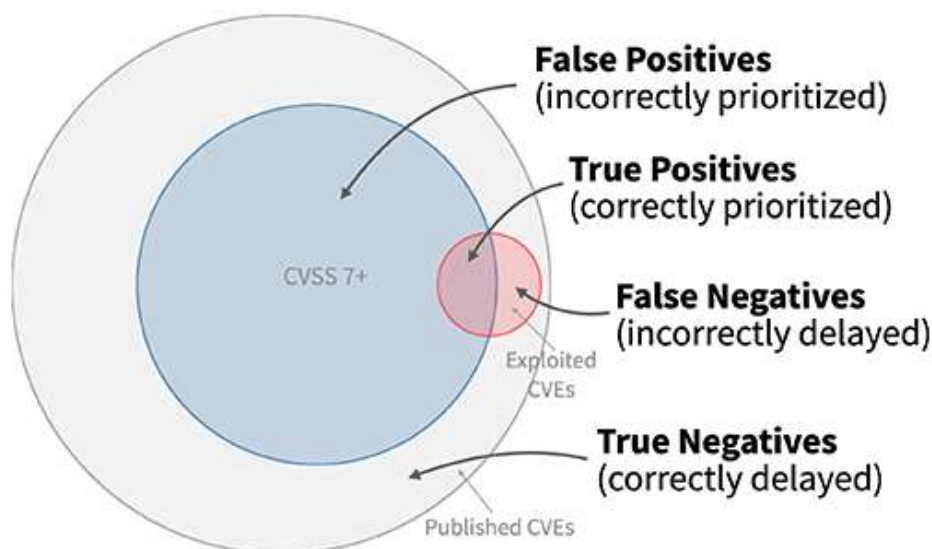 False Positives
(incorrectly prioritized)
True Positives
(correctly prioritized)
CVSS 7+
False Negatives
(incorrectly delayed)
Exploited
CVEs
True Negatives
(correctly delayed)
Published CVEs